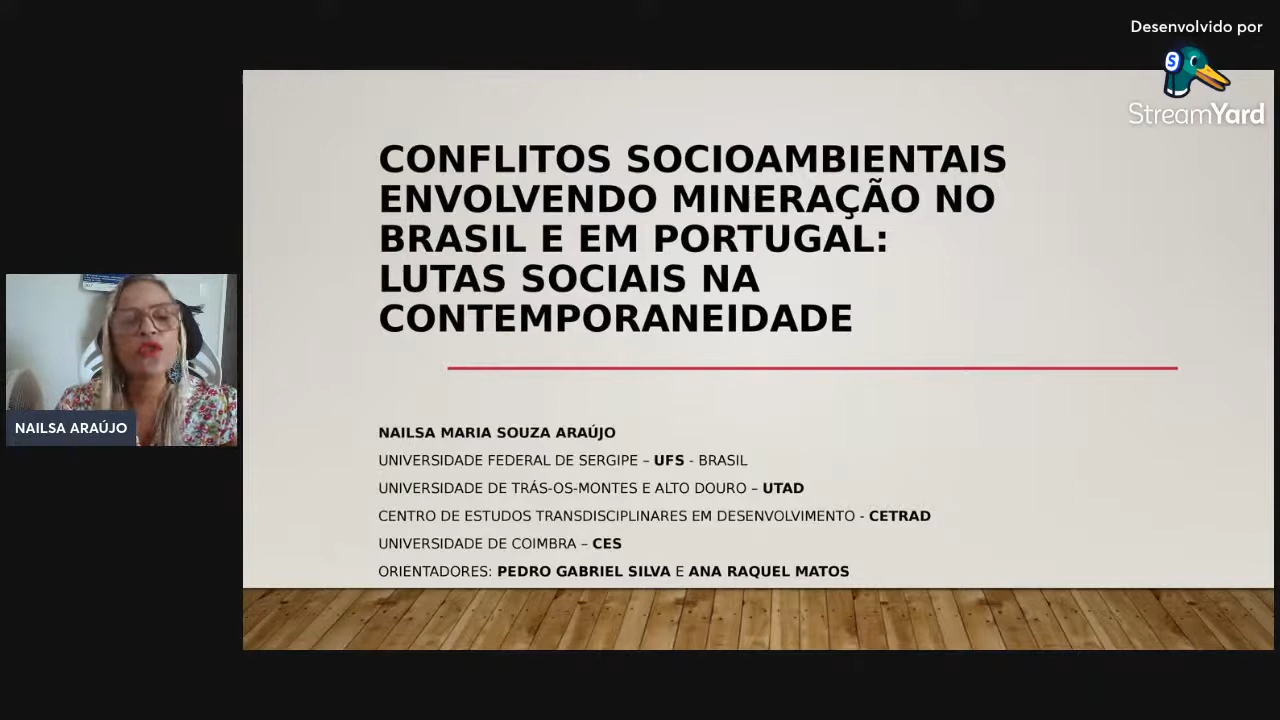 Desenvolvido por
StreamYard
CONFLITOS SOCIOAMBIENTAIS
ENVOLVENDO MINERAÇÃO NO
BRASIL E EM PORTUGAL:
LUTAS SOCIAIS NA
CONTEMPORANEIDADE
NAILSA ARAÚJO
NAILSA MARIA SOUZA ARAÚJO
UNIVERSIDADE FEDERAL DE SERGIPE – UFS - BRASIL
UNIVERSIDADE DE TRÁS-OS-MONTES E ALTO DOURO – UTAD
CENTRO DE ESTUDOS TRANSDISCIPLINARES EM DESENVOLVIMENTO - CETRAD
UNIVERSIDADE DE COIMBRA – CES
ORIENTADORES: PEDRO GABRIEL SILVA E ANA RAQUEL MATOS